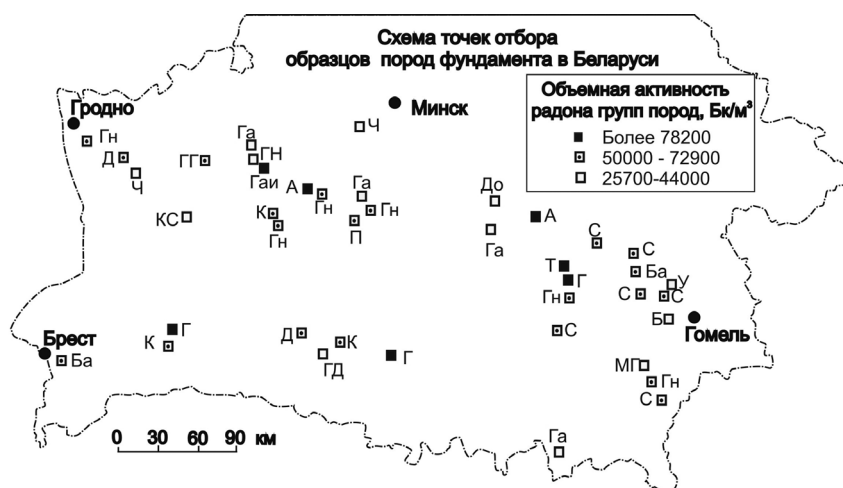 Схема точек отбора
образцов пород фундамента в Беларуси
Объемная активность
радона групп пород, Бк/м³
Более 78200
50000 - 72900
25700-44000
Гродно
Минск
Гн
Д
Ч
ГГ
Га
ГН
Гаи
Ч
А
Гн
Га
Гн
П
К
Гн
КС
До
Га
А
С
С
Т
Г
Гн
Ба
У
С
С
Б
Гомель
С
Брест
Ба
Г
К
Д
К
ГД
Г
МГ
Гн
С
Га
0 30 60 90 км